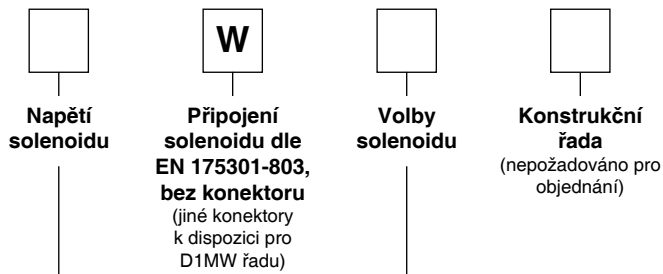 W
Napětí
solenoidu
Připojení
solenoidu dle
EN 175301-803,
bez konektoru
(jiné konektory
k dispozici pro
D1MW řadu)
Volby
solenoidu
Konstrukční
řada
(nepožadováno pro
objednání)